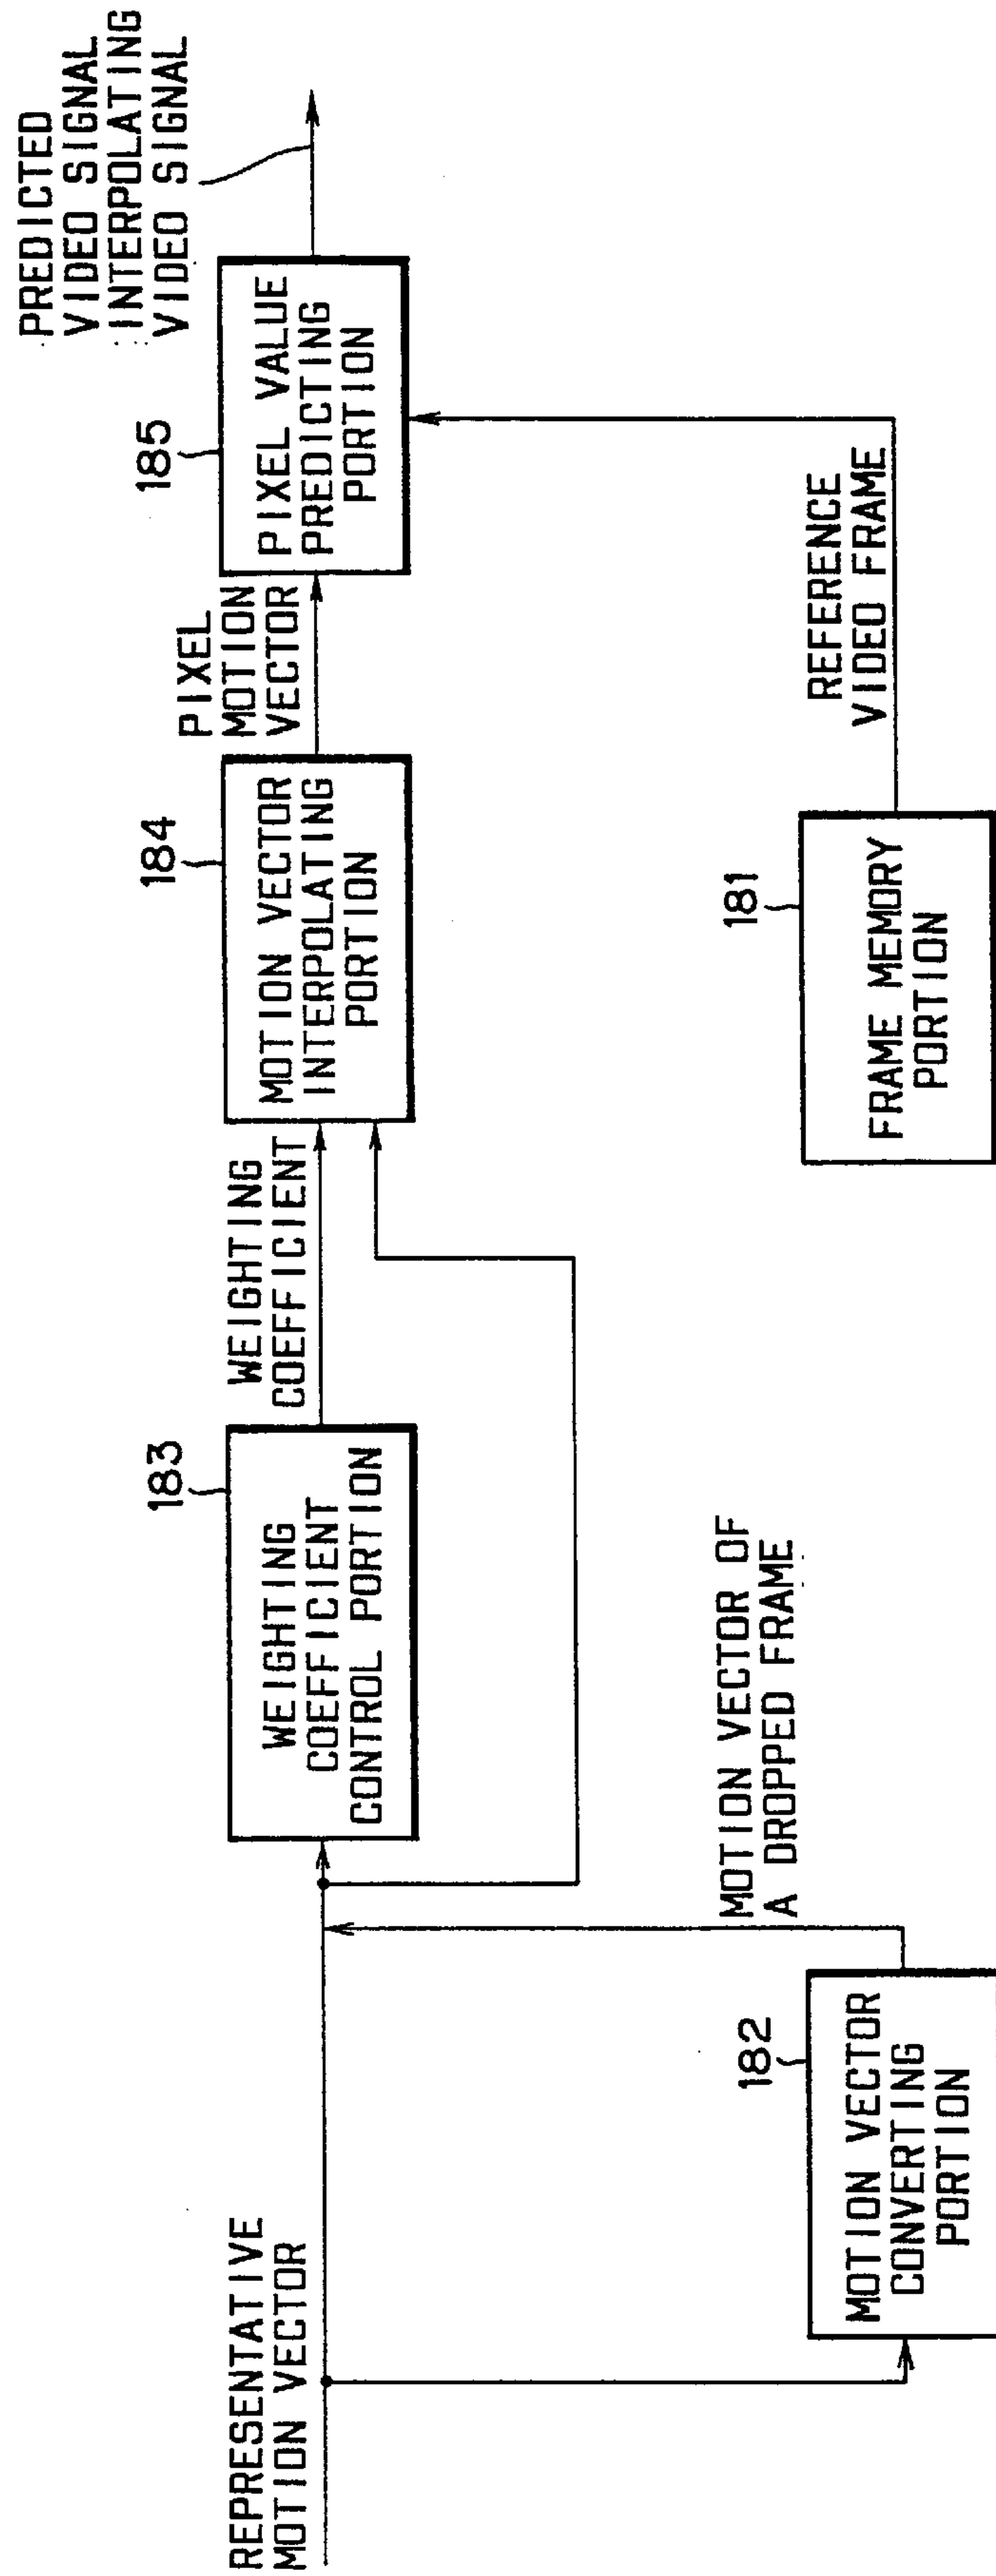 REPRESENTATIVE
MOTION VECTOR
182
MOTION VECTOR
CONVERTING
PORTION
MOTION VECTOR OF
A DROPPED FRAME
183
WEIGHTING
COEFFICIENT
CONTROL PORTION
WEIGHTING
COEFFICIENT
184
MOTION VECTOR
INTERPOLATING
PORTION
181
FRAME MEMORY
PORTION
PIXEL
MOTION
VECTOR
REFERENCE
VIDEO FRAME
185
PIXEL VALUE
PREDICTING
PORTION
PREDICTED
VIDEO SIGNAL
INTERPOLATING
VIDEO SIGNAL